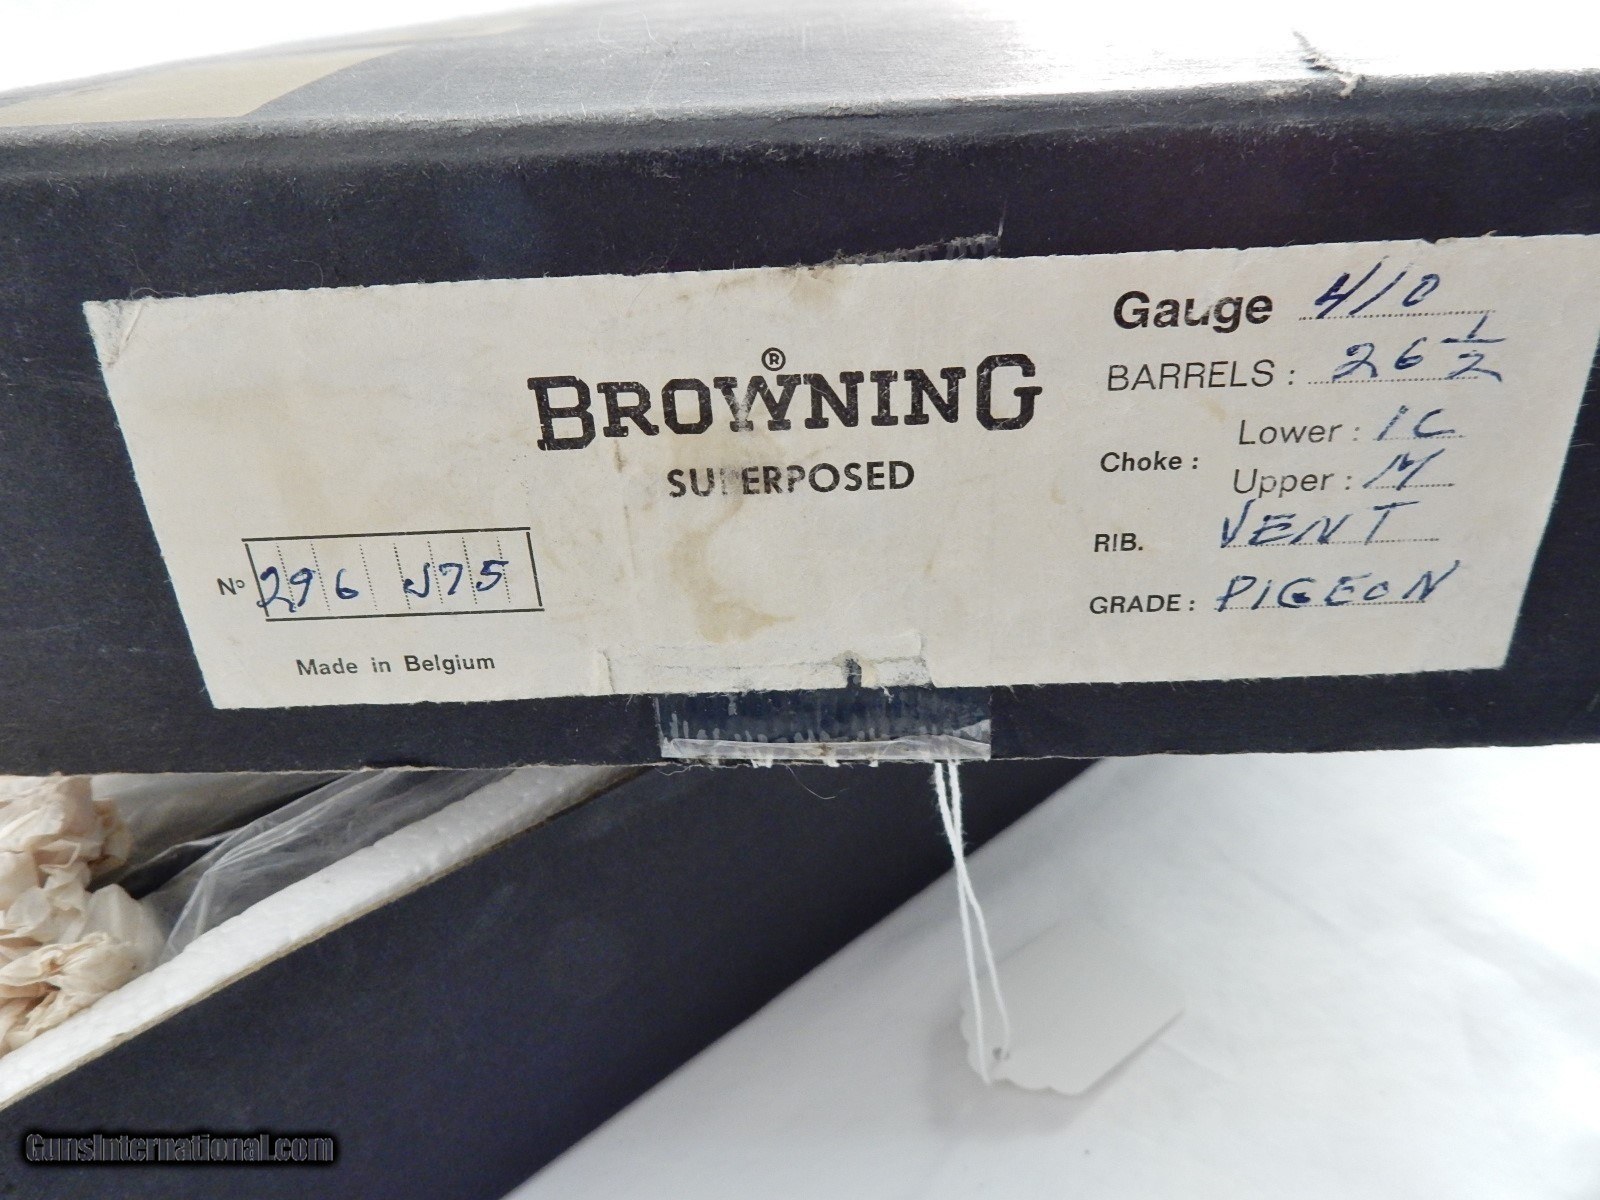 BROWNING®
SUPERPOSED
Nº 296 J75
Made in Belgium
Gauge 410
BARRELS : 26 1/2
Choke : Lower : IC
Upper : M
RIB. VENT
GRADE : PIGEON
GunsInternational.com